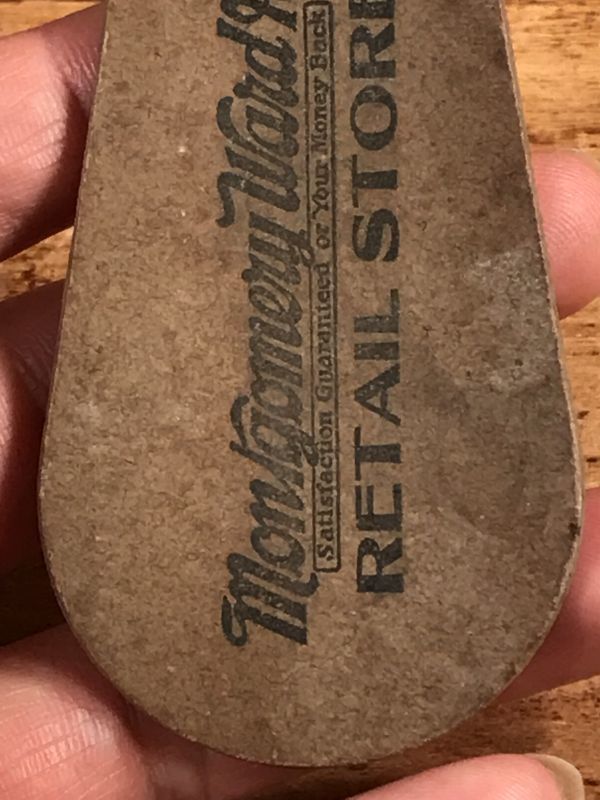 Montgomery Ward
Satisfaction Guaranteed or Your Money Back
RETAIL STORE